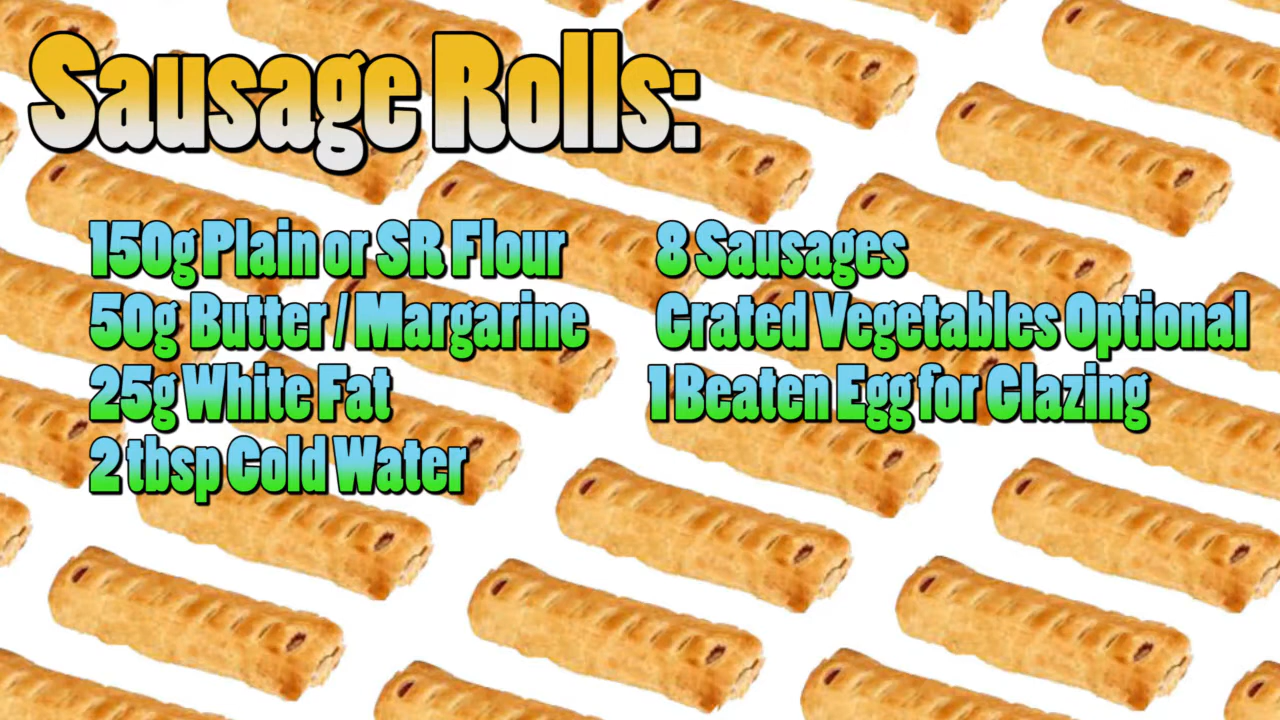 Sausage Rolls:
150g Plain or SR Flour
50g Butter / Margarine
25g White Fat
2 tbsp Cold Water
8 Sausages
Grated Vegetables Optional
1 Beaten Egg for Glazing